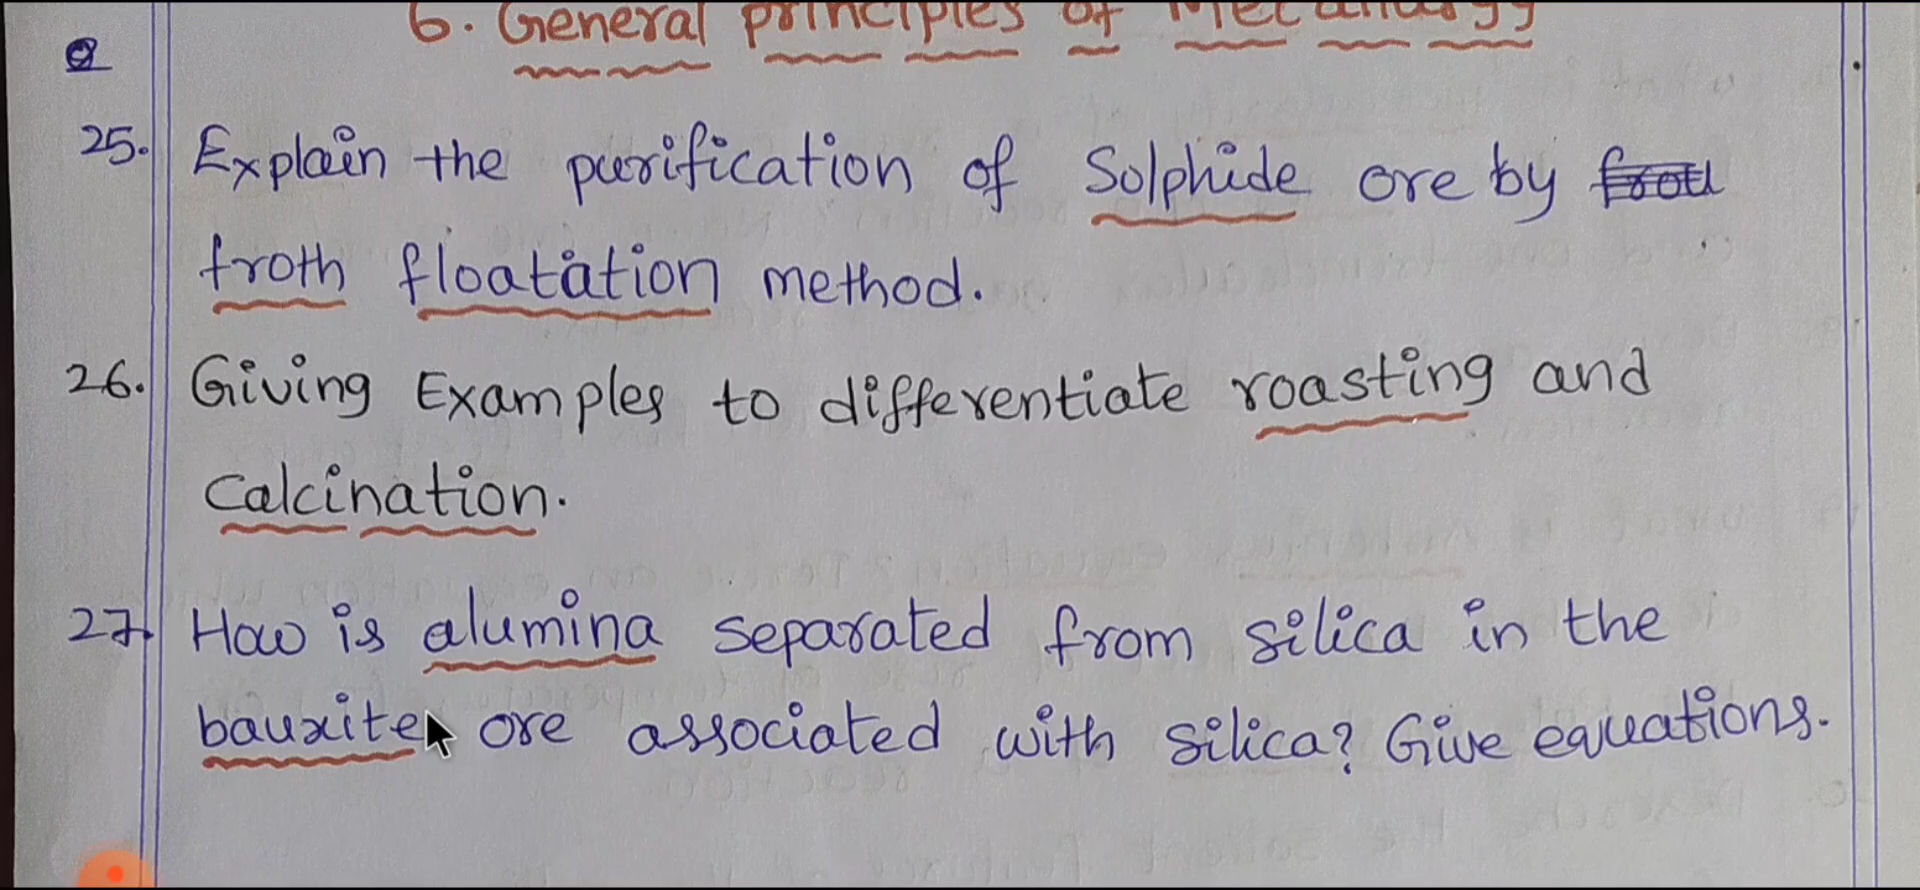 6. General principles of Metallurgy
25. Explain the purification of Solphide ore by
froth floatation method.
26. Giving Examples to differentiate roasting and
Calcination.
27. How is alumina separated from silica in the
bauxite ore associated with silica? Give equations.